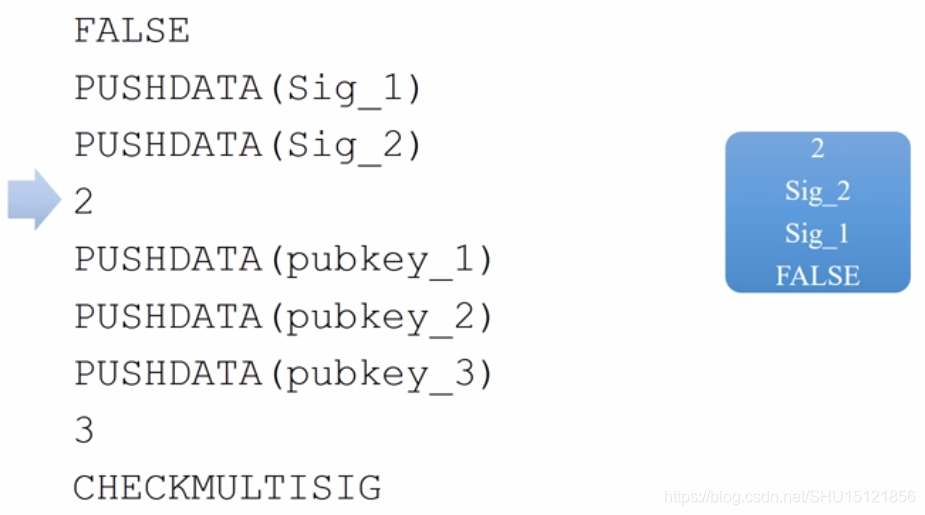 FALSE
PUSHDATA(Sig_1)
PUSHDATA(Sig_2)
2
PUSHDATA(pubkey_1)
PUSHDATA(pubkey_2)
PUSHDATA(pubkey_3)
3
CHECKMULTISIG
2
Sig_2
Sig_1
FALSE
https://blog.csdn.net/SHU15121856